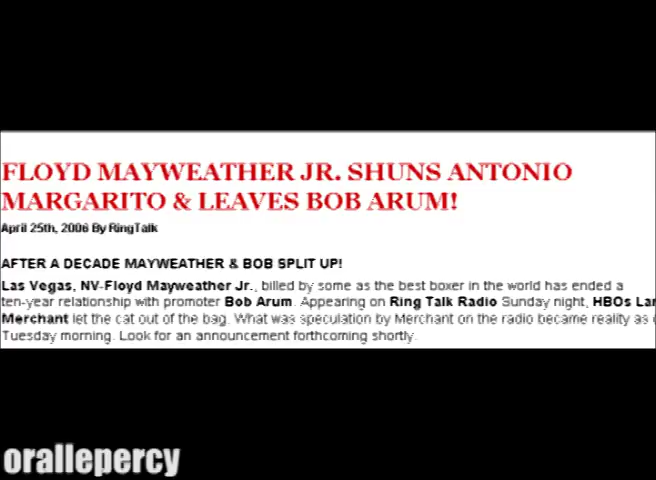 FLOYD MAYWEATHER JR. SHUNS ANTONIO
MARGARITO & LEAVES BOB ARUM!
April 25th, 2006 By RingTalk
AFTER A DECADE MAYWEATHER & BOB SPLIT UP!
Las Vegas, NV-Floyd Mayweather Jr., billed by some as the best boxer in the world has ended a
ten-year relationship with promoter Bob Arum. Appearing on Ring Talk Radio Sunday night, HBOs Lar
Merchant let the cat out of the bag. What was speculation by Merchant on the radio became reality as
Tuesday morning. Look for an announcement forthcoming shortly.
orallepercy